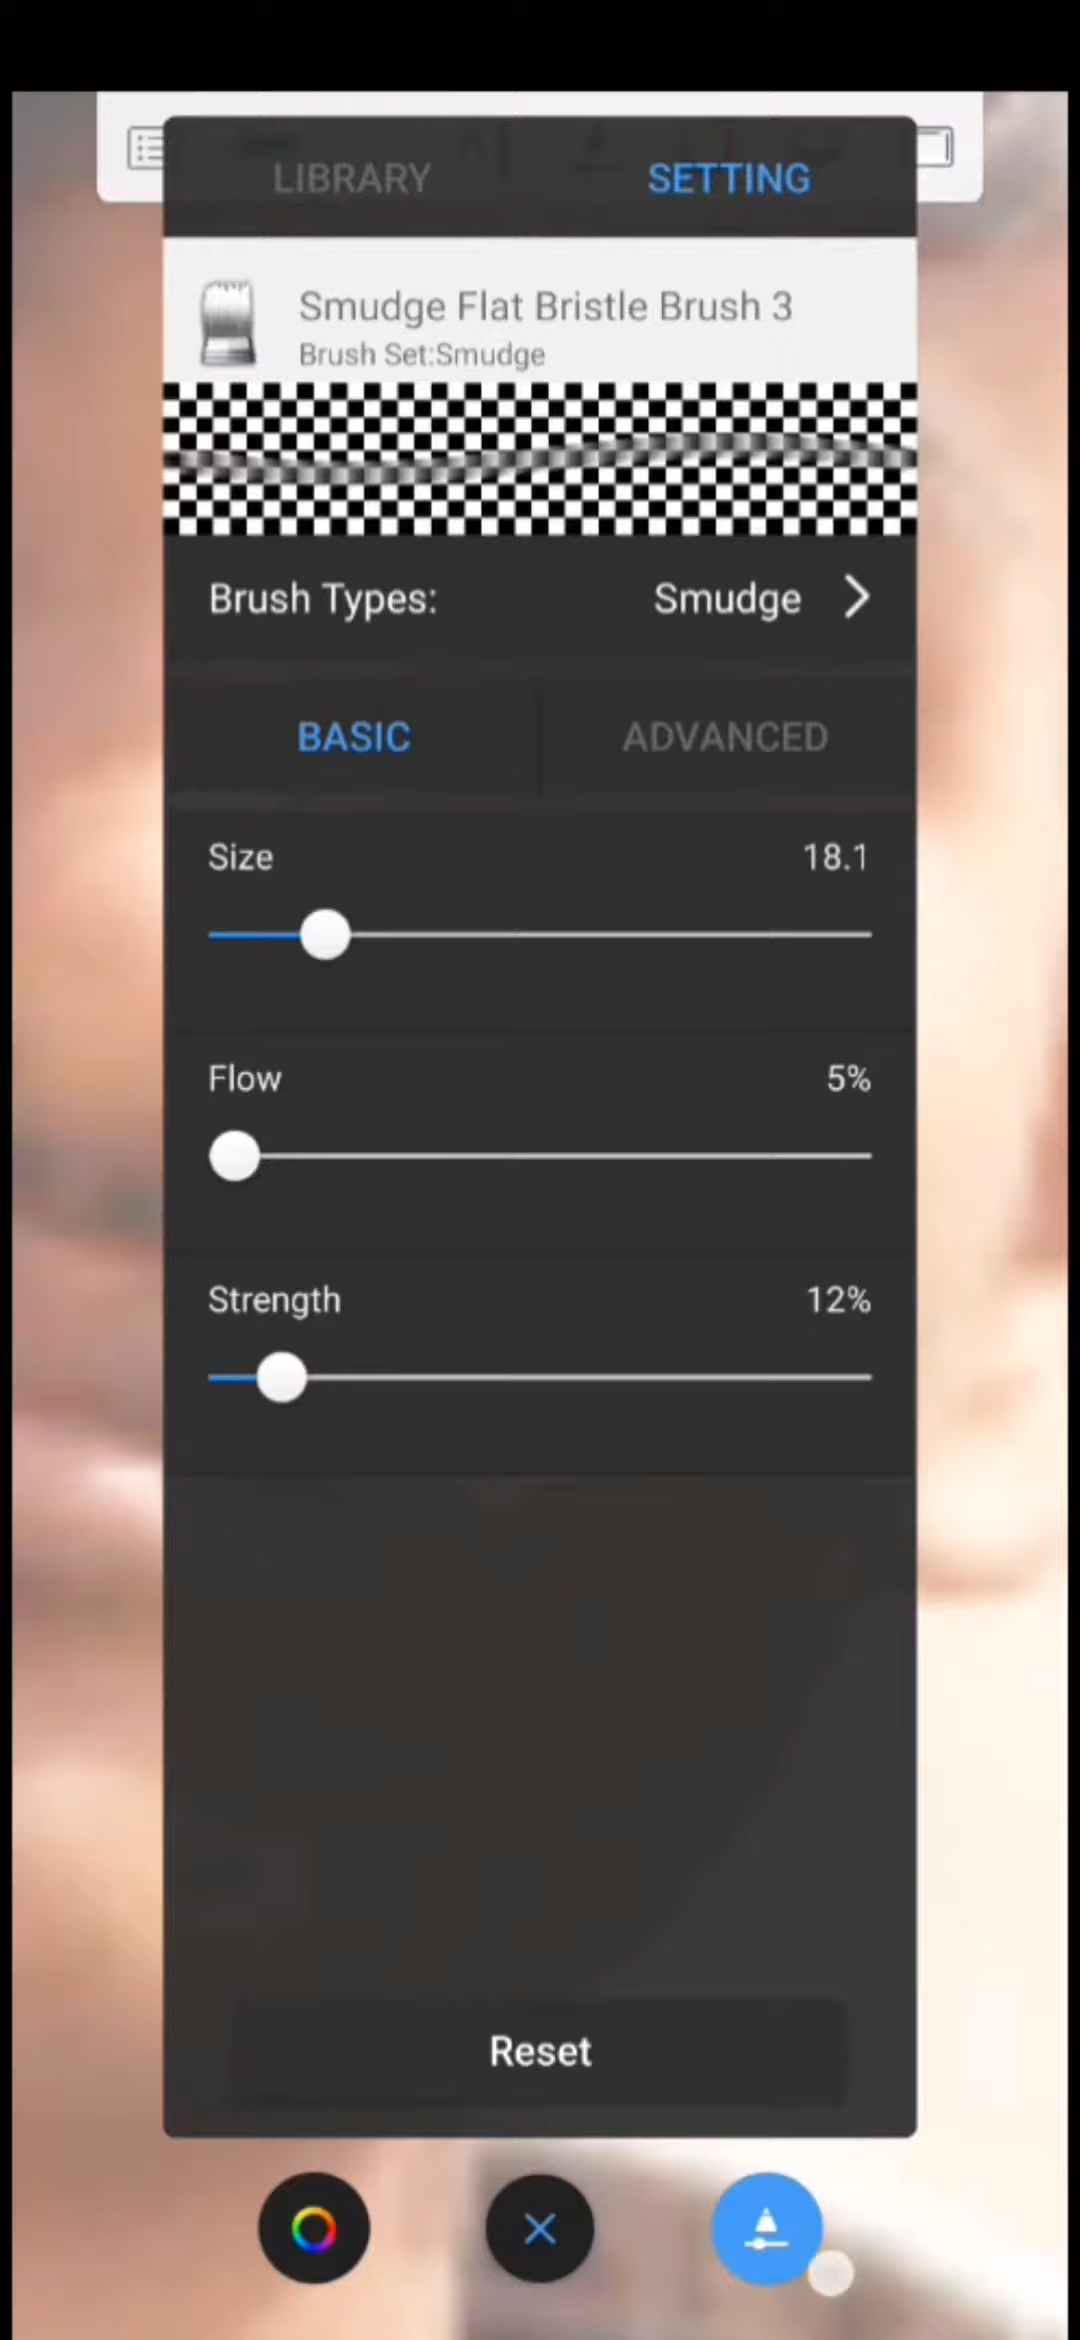 LIBRARY SETTING
Smudge Flat Bristle Brush 3
Brush Set:Smudge
Brush Types: Smudge
BASIC ADVANCED
Size 18.1
Flow 5%
Strength 12%
Reset